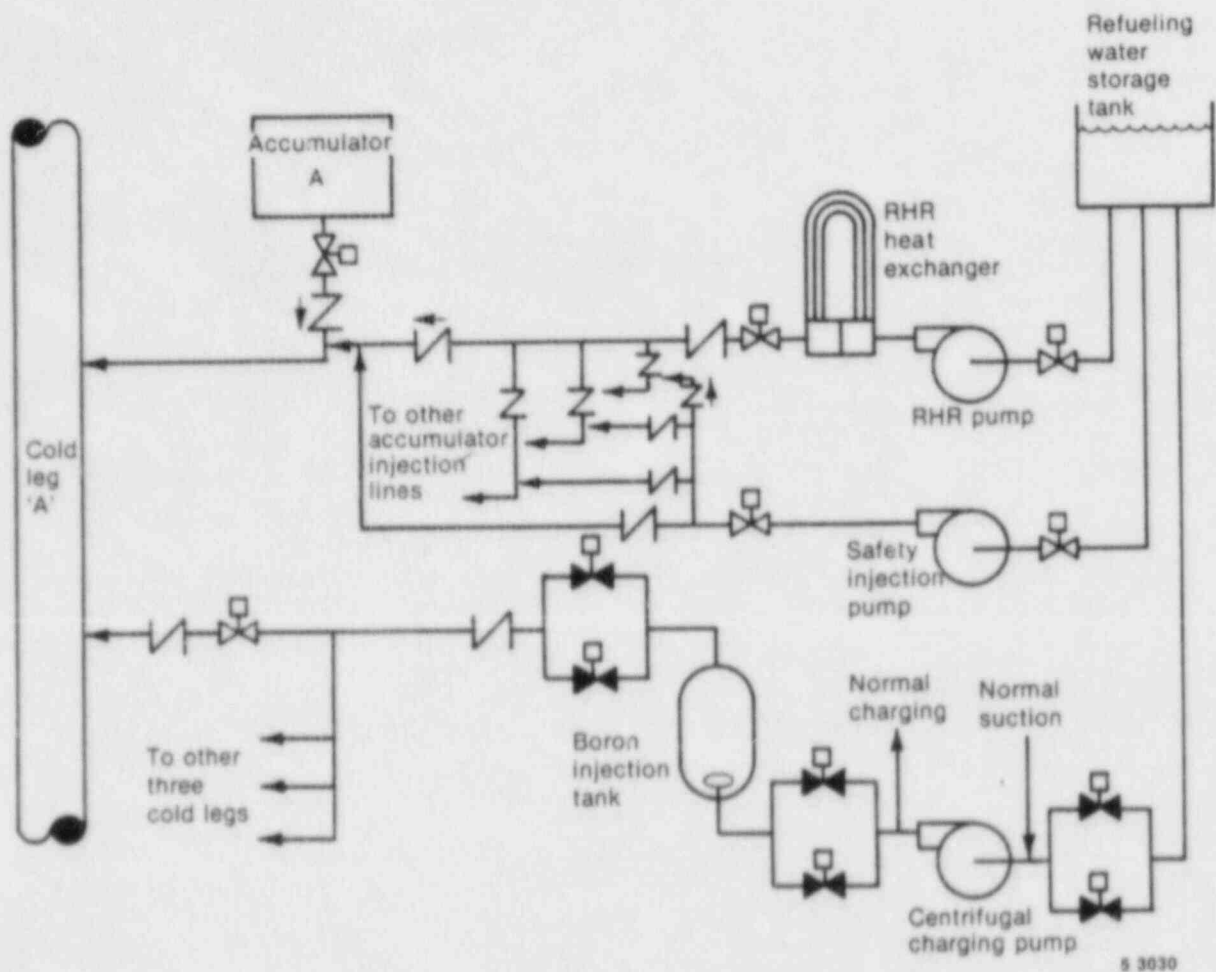 Refueling
water
storage
tank
Accumulator
A
RHR
heat
exchanger
RHR pump
To other
accumulator
injection
lines
Cold
leg
'A'
Safety
injection
pump
Normal
charging
Normal
suction
Boron
injection
tank
To other
three
cold legs
Centrifugal
charging pump
5 3030